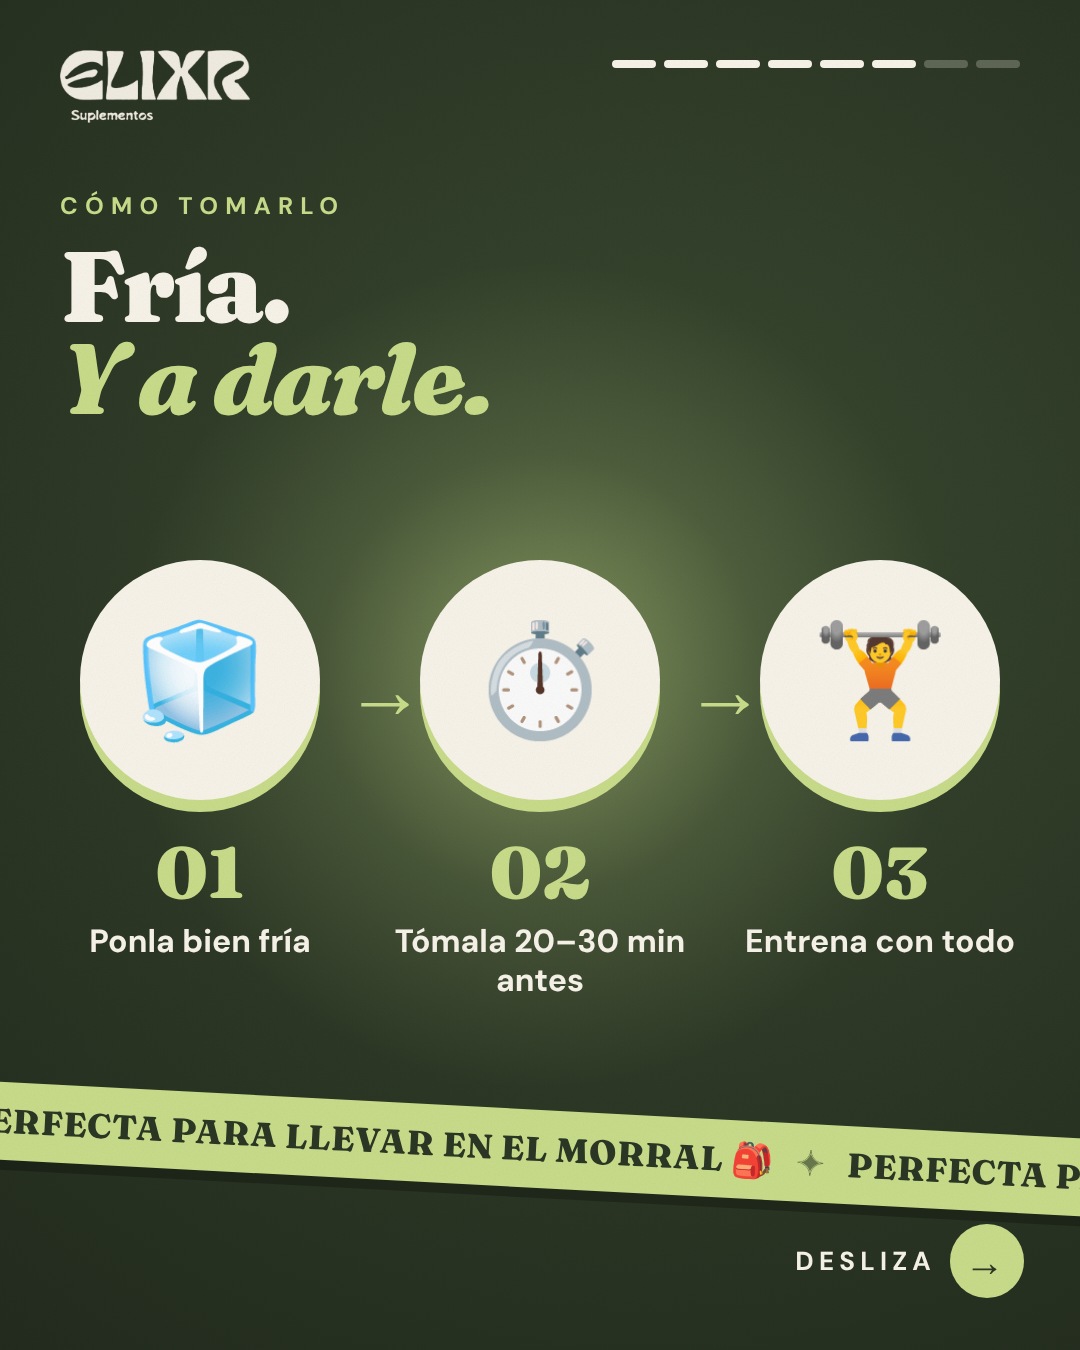 ELIXR
Suplementos
CÓMO TOMARLO
Fría.
Y a darle.
→
→
01
Ponla bien fría
02
Tómala 20–30 min
antes
03
Entrena con todo
ERFECTA PARA LLEVAR EN EL MORRAL 🎒 ✦ PERFECTA P
DESLIZA →